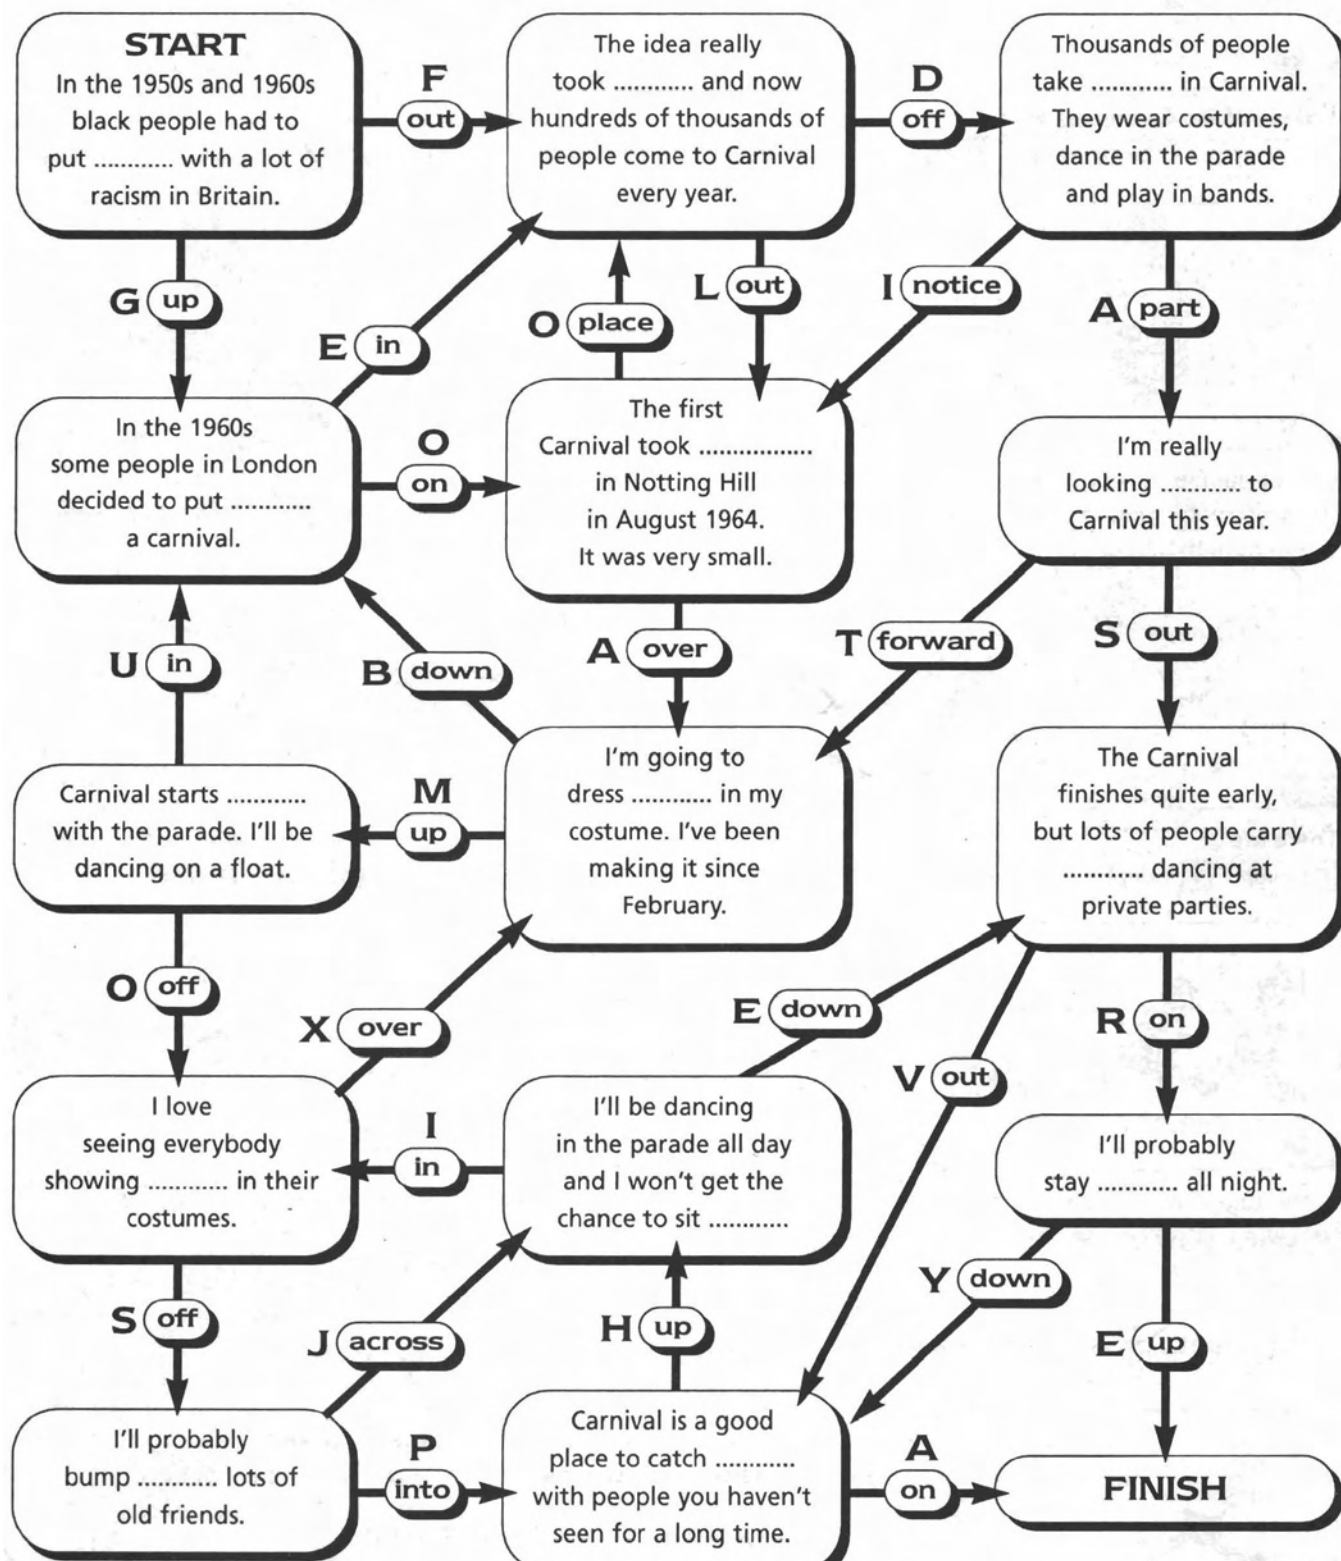 START
In the 1950s and 1960s
black people had to
put ............ with a lot of
racism in Britain.
F
out
The idea really
took ............ and now
hundreds of thousands of
people come to Carnival
every year.
D
off
Thousands of people
take ............ in Carnival.
They wear costumes,
dance in the parade
and play in bands.
G up
E in
O place
L out
I notice
A part
In the 1960s
some people in London
decided to put ............
a carnival.
O
on
The first
Carnival took .................
in Notting Hill
in August 1964.
It was very small.
I'm really
looking ............ to
Carnival this year.
U in
B down
A over
T forward
S out
Carnival starts ............
with the parade. I'll be
dancing on a float.
M
up
I'm going to
dress ............ in my
costume. I've been
making it since
February.
The Carnival
finishes quite early,
but lots of people carry
............ dancing at
private parties.
O off
X over
E down
V out
R on
I love
seeing everybody
showing ............ in their
costumes.
I
in
I'll be dancing
in the parade all day
and I won't get the
chance to sit ............
I'll probably
stay ............ all night.
S off
J across
H up
Y down
E up
I'll probably
bump ............ lots of
old friends.
P
into
Carnival is a good
place to catch ............
with people you haven't
seen for a long time.
A
on
FINISH